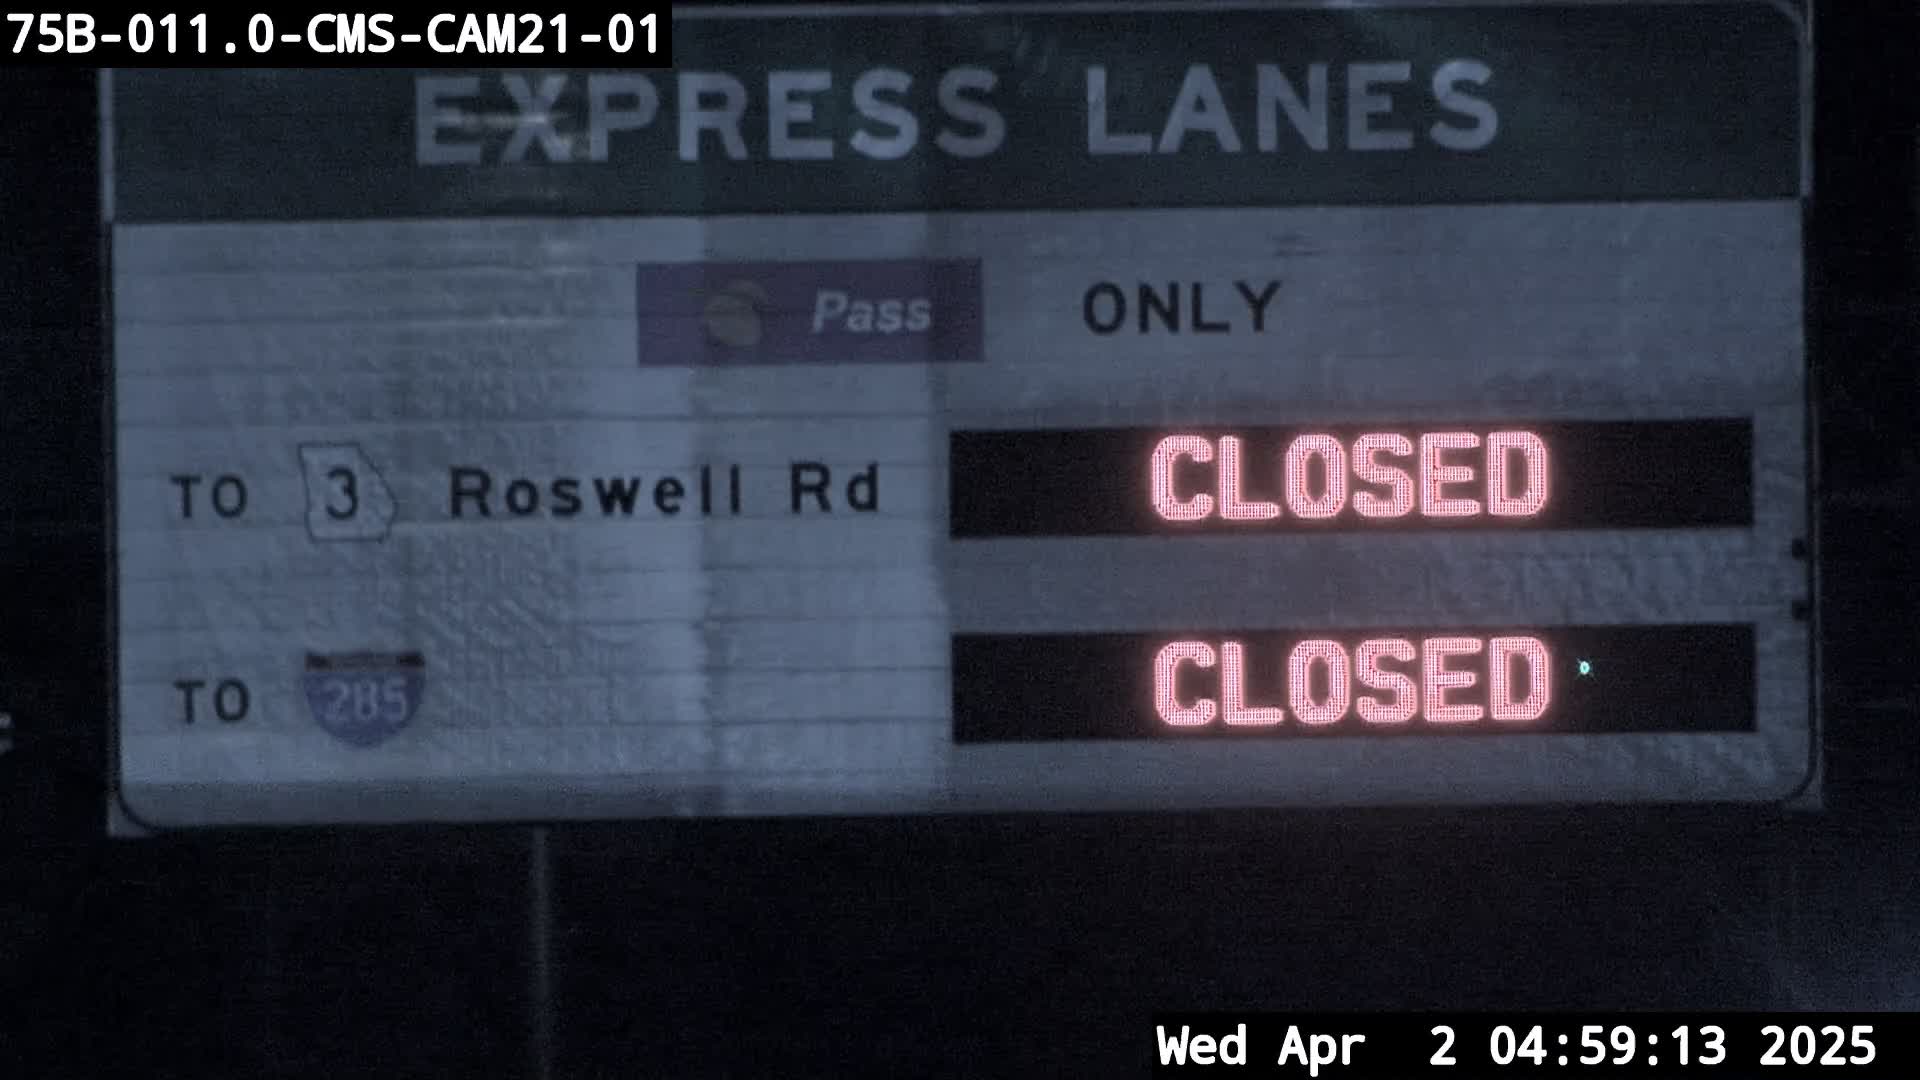 75B-011.0-CMS-CAM21-01
EXPRESS LANES
Pass ONLY
TO 3 Roswell Rd CLOSED
TO 285 CLOSED
Wed Apr 2 04:59:13 2025